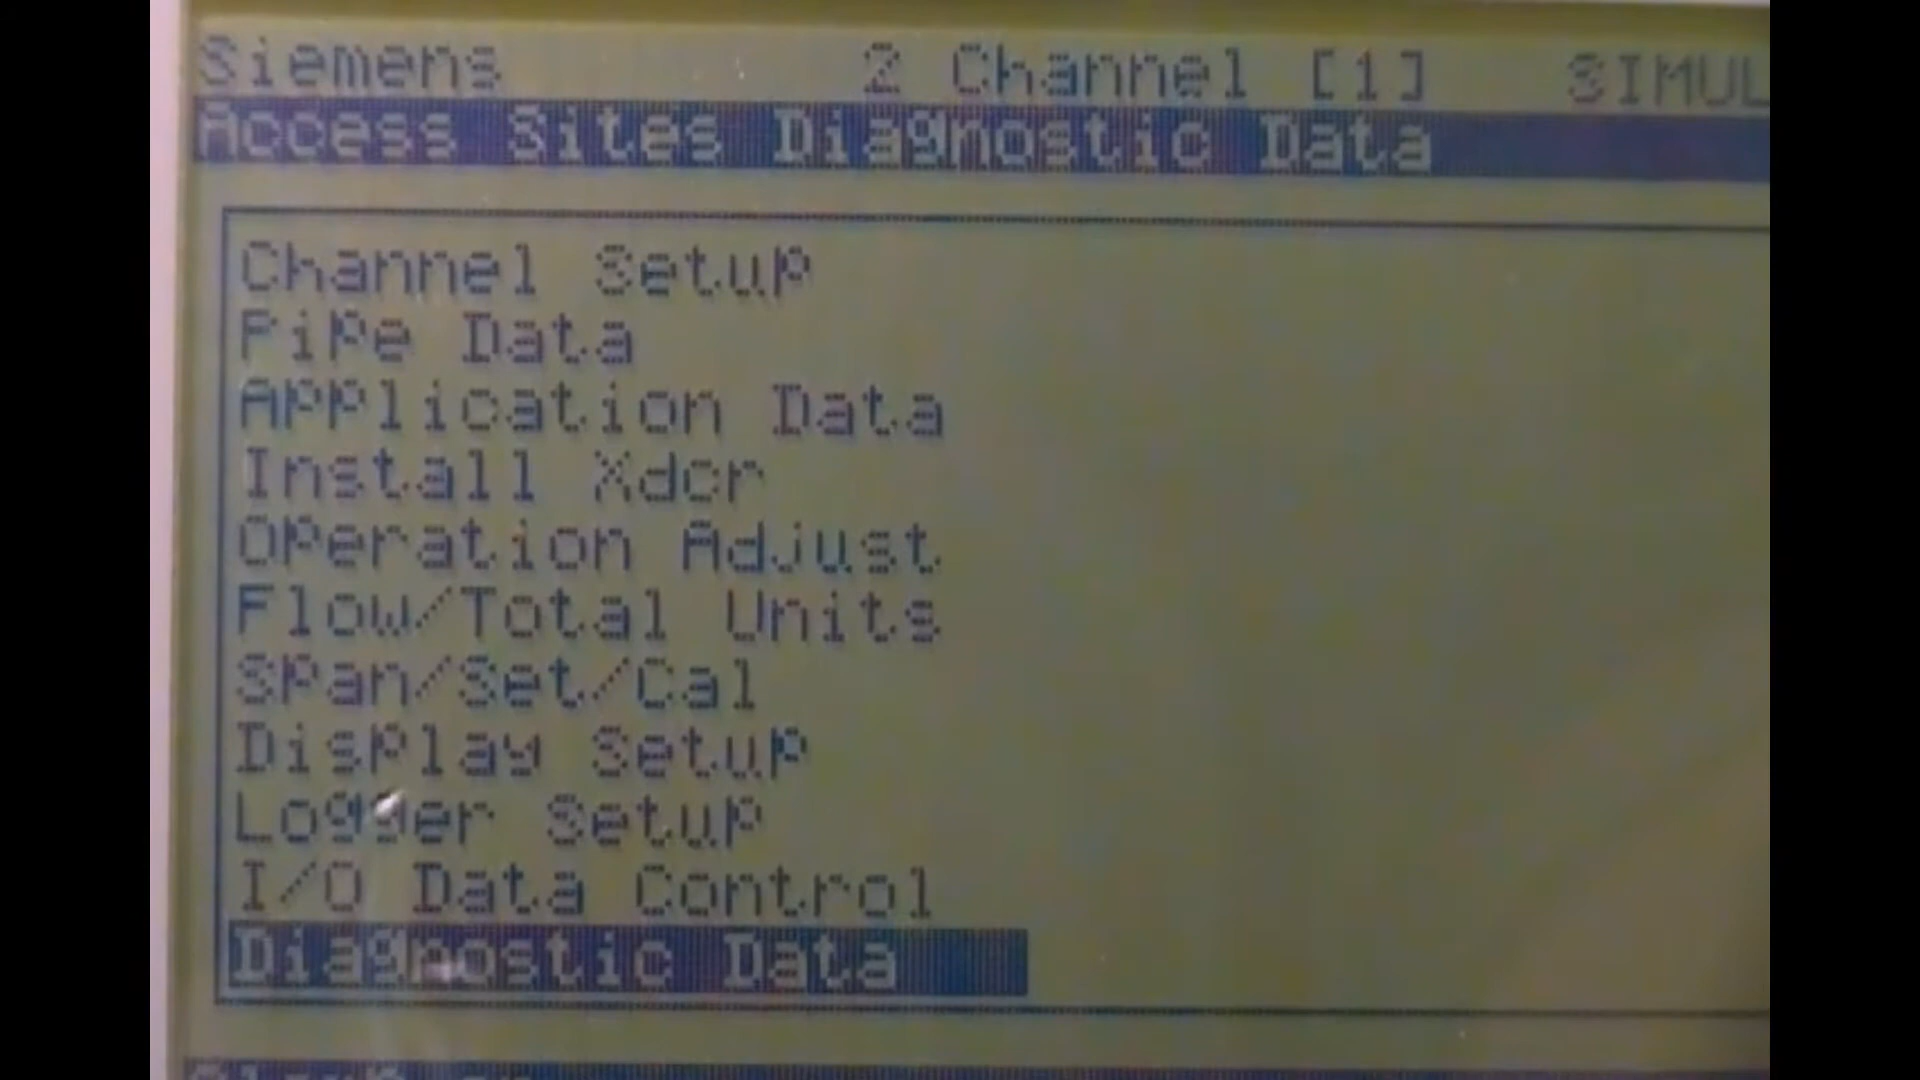 Siemens 2 Channel [1] SIMUL
Access Sites Diagnostic Data
Channel Setup
Pipe Data
Application Data
Install Xdcr
Operation Adjust
Flow/Total Units
Span/Set/Cal
Display Setup
Logger Setup
I/O Data Control
Diagnostic Data